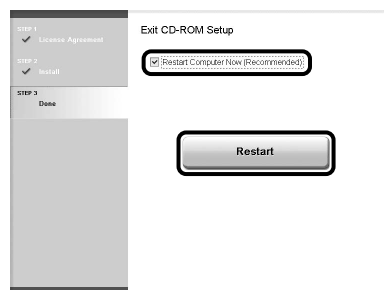 STEP 1
License Agreement
STEP 2
Install
STEP 3
Done
Exit CD-ROM Setup
Restart Computer Now (Recommended)
Restart